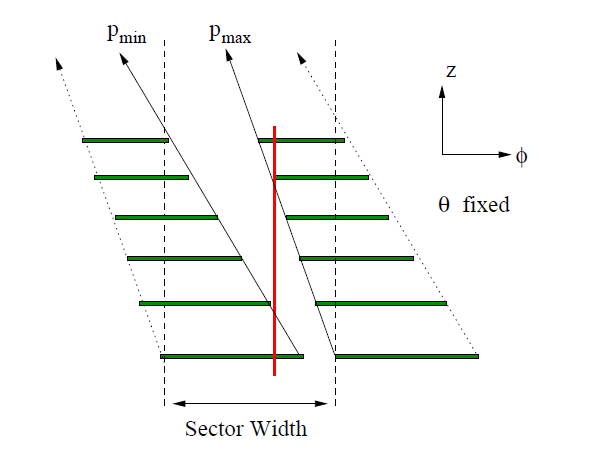 p_min
p_max
z
ϕ
θ fixed
Sector Width